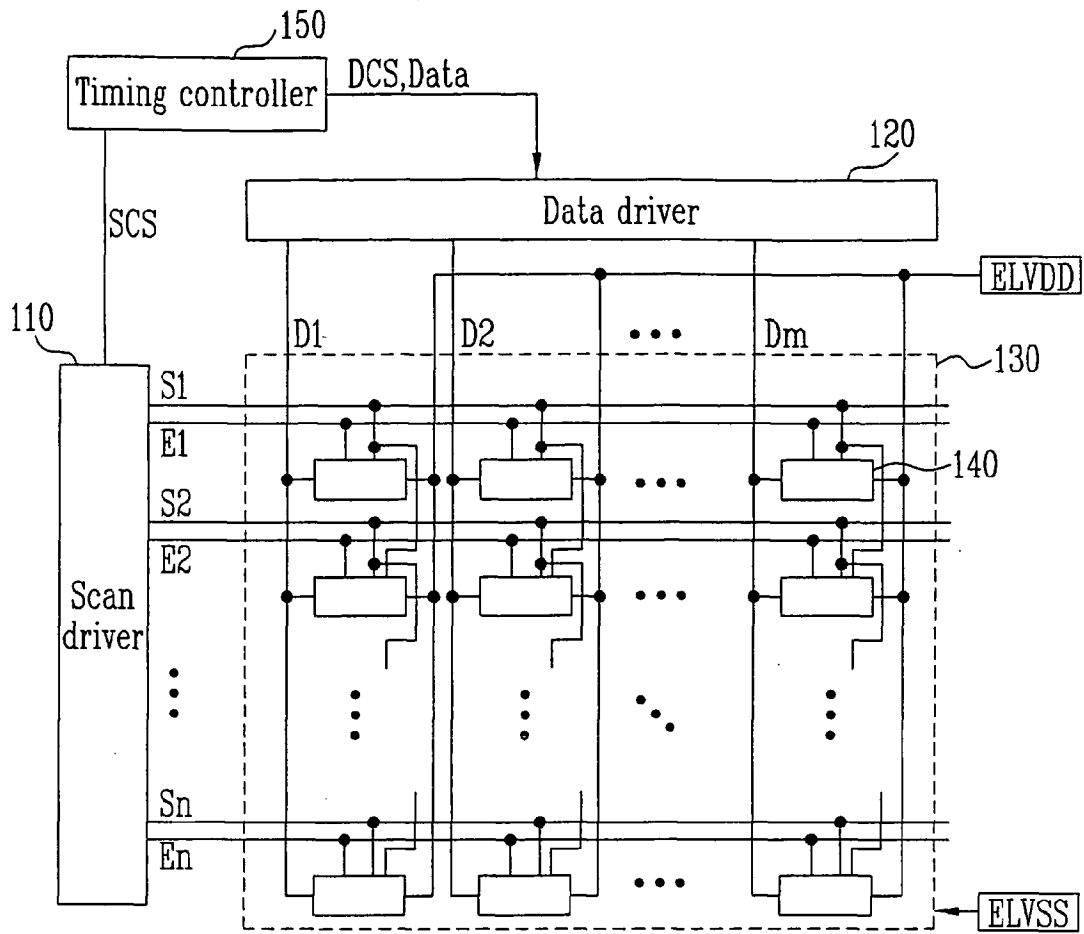 150
Timing controller
DCS,Data
120
Data driver
SCS
ELVDD
110
D1
D2
Dm
130
S1
E1
140
S2
E2
Scan
driver
Sn
En
ELVSS